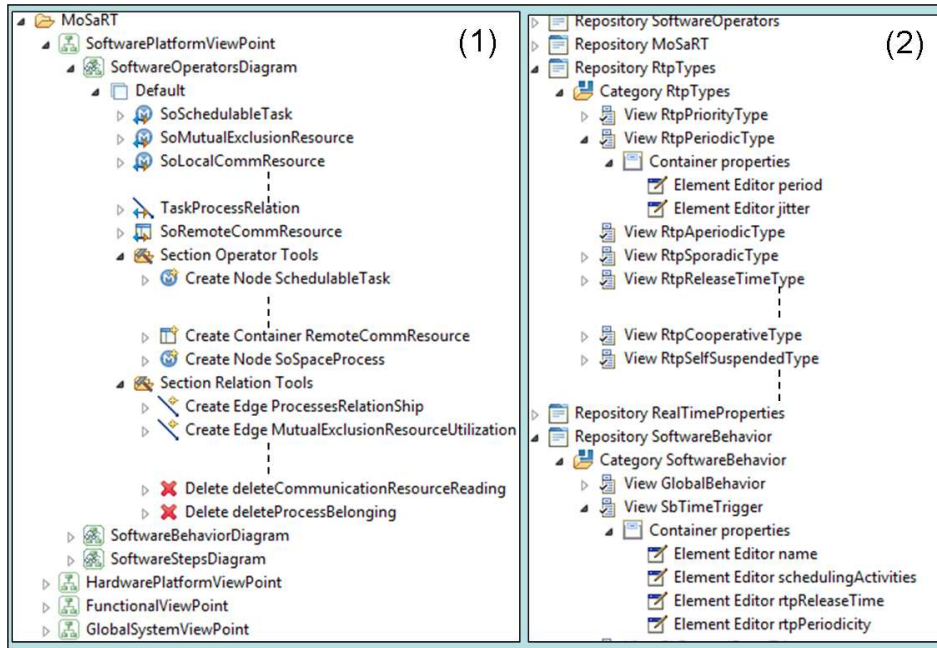 MoSaRT
(1)
SoftwarePlatformViewPoint
SoftwareOperatorsDiagram
Default
SoSchedulableTask
SoMutualExclusionResource
SoLocalCommResource
TaskProcessRelation
SoRemoteCommResource
Section Operator Tools
Create Node SchedulableTask
Create Container RemoteCommResource
Create Node SoSpaceProcess
Section Relation Tools
Create Edge ProcessesRelationShip
Create Edge MutualExclusionResourceUtilization
Delete deleteCommunicationResourceReading
Delete deleteProcessBelonging
SoftwareBehaviorDiagram
SoftwareStepsDiagram
HardwarePlatformViewPoint
FunctionalViewPoint
GlobalSystemViewPoint
Repository SoftwareOperators
(2)
Repository MoSaRT
Repository RtpTypes
Category RtpTypes
View RtpPriorityType
View RtpPeriodicType
Container properties
Element Editor period
Element Editor jitter
View RtpAperiodicType
View RtpSporadicType
View RtpReleaseTimeType
View RtpCooperativeType
View RtpSelfSuspendedType
Repository RealTimeProperties
Repository SoftwareBehavior
Category SoftwareBehavior
View GlobalBehavior
View SbTimeTrigger
Container properties
Element Editor name
Element Editor schedulingActivities
Element Editor rtpReleaseTime
Element Editor rtpPeriodicity